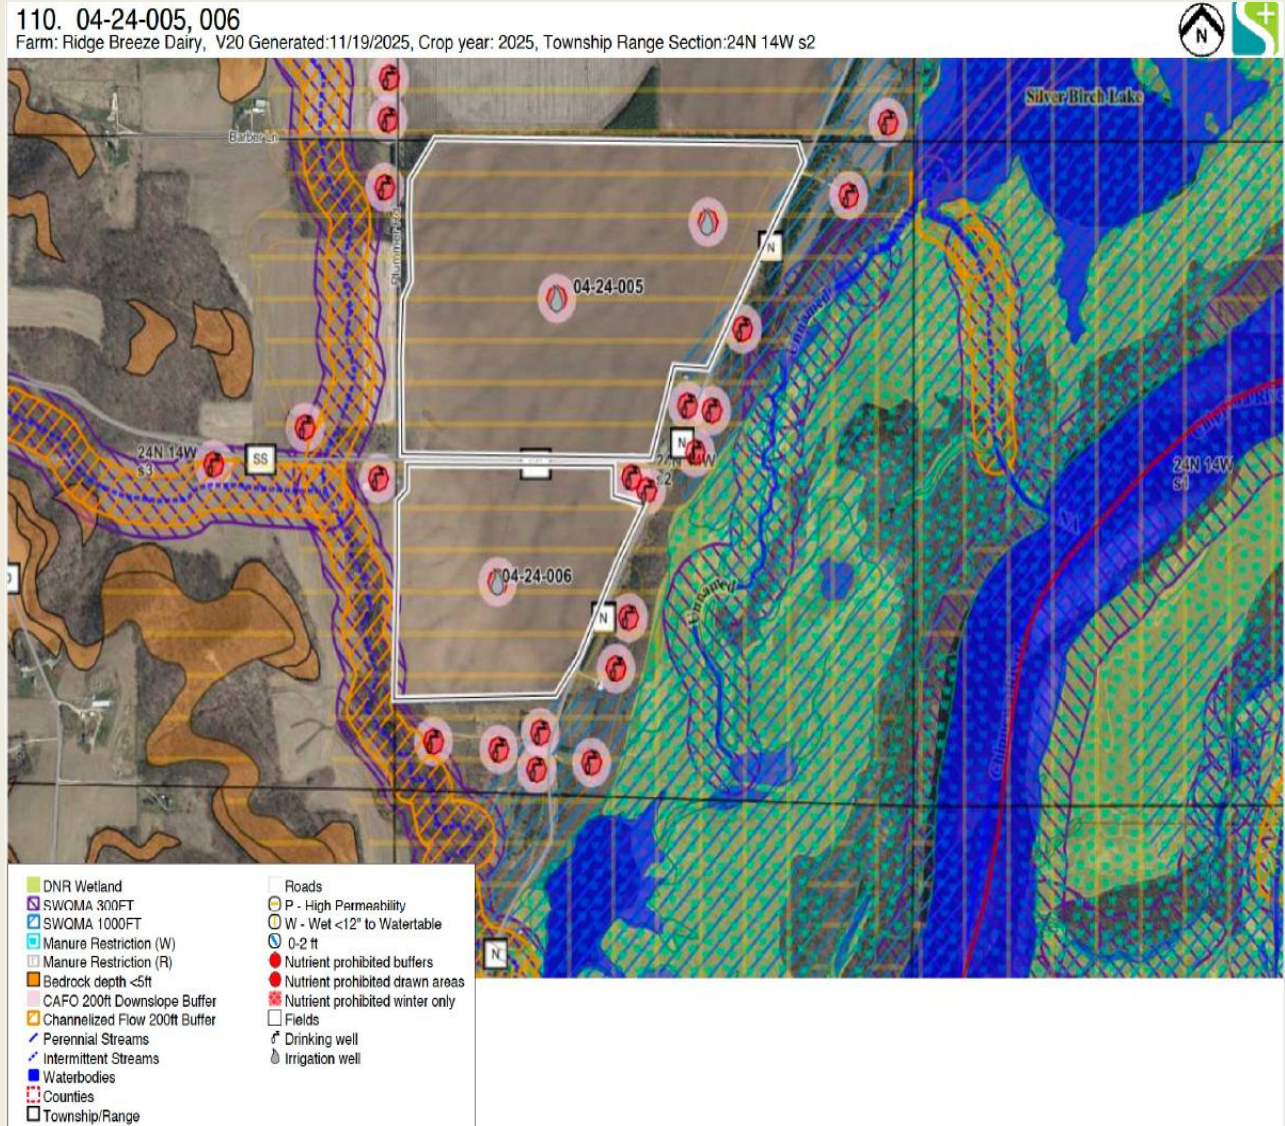 110. 04-24-005, 006
Farm: Ridge Breeze Dairy, V20 Generated:11/19/2025, Crop year: 2025, Township Range Section:24N 14W s2
N
Silver Birch Lake
Barber Ln
N
04-24-005
Unnamed
N
24N 14W
s3
SS
s2
24N 14W
s1
04-24-006
Unnamed
N
N
DNR Wetland
SWQMA 300FT
SWQMA 1000FT
Manure Restriction (W)
Manure Restriction (R)
Bedrock depth <5ft
CAFO 200ft Downslope Buffer
Channelized Flow 200ft Buffer
Perennial Streams
Intermittent Streams
Waterbodies
Counties
Township/Range
Roads
P - High Permeability
W - Wet <12" to Watertable
0-2 ft
Nutrient prohibited buffers
Nutrient prohibited drawn areas
Nutrient prohibited winter only
Fields
Drinking well
Irrigation well